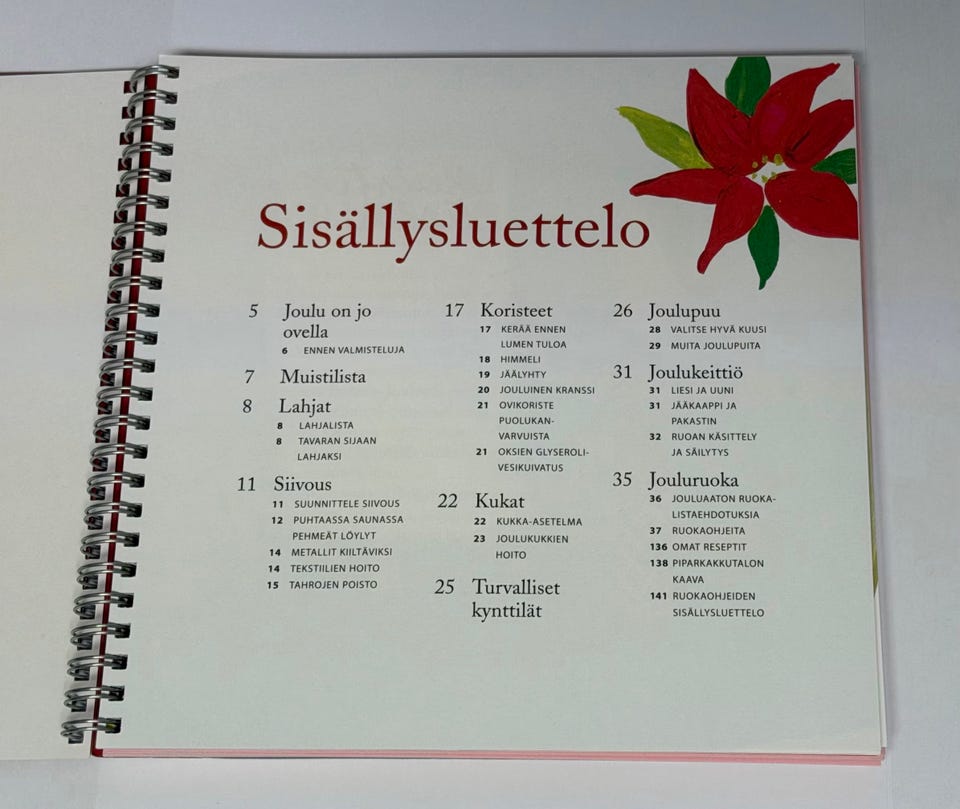 Sisällysluettelo
5 Joulu on jo
ovella
6 ENNEN VALMISTELUJA
7 Muistilista
8 Lahjat
8 LAHJALISTA
8 TAVARAN SIJAAN
LAHJAKSI
11 Siivous
11 SUUNNITTELE SIIVOUS
12 PUHTAASSA SAUNASSA
PEHMEÄT LÖYLYT
14 METALLIT KIILTÄVIKSI
14 TEKSTIILIEN HOITO
15 TAHROJEN POISTO
17 Koristeet
17 KERÄÄ ENNEN
LUMEN TULOA
18 HIMMELI
19 JÄÄLYHTY
20 JOULUINEN KRANSSI
21 OVIKORISTE
PUOLUKAN-
VARVUISTA
21 OKSIEN GLYSEROLI-
VESIKUIVATUS
22 Kukat
22 KUKKA-ASETELMA
23 JOULUKUKKIEN
HOITO
25 Turvalliset
kynttilät
26 Joulupuu
28 VALITSE HYVÄ KUUSI
29 MUITA JOULUPUITA
31 Joulukeittiö
31 LIESI JA UUNI
31 JÄÄKAAPPI JA
PAKASTIN
32 RUOAN KÄSITTELY
JA SÄILYTYS
35 Jouluruoka
36 JOULUAATON RUOKA-
LISTAEHDOTUKSIA
37 RUOKAOHJEITA
136 OMAT RESEPTIT
138 PIPARKAKKUTALON
KAAVA
141 RUOKAOHJEIDEN
SISÄLLYSLUETTELO